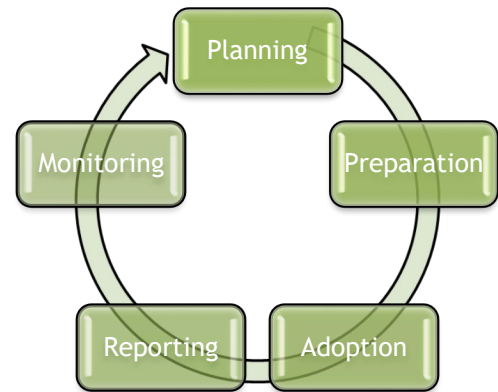 Planning
Preparation
Adoption
Reporting
Monitoring